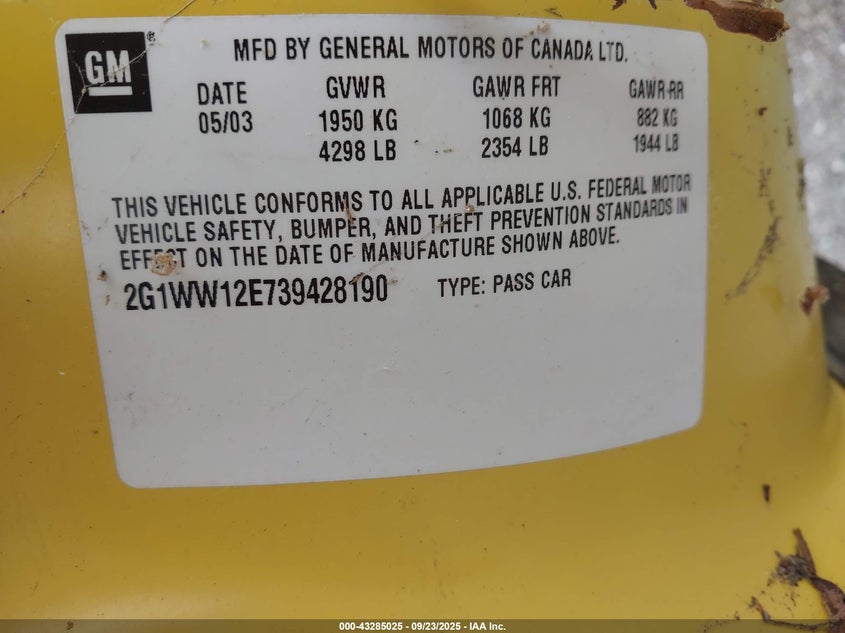 GM
MFD BY GENERAL MOTORS OF CANADA LTD.
DATE GVWR GAWR FRT GAWR RR
05/03 1950 KG 1068 KG 882 KG
4298 LB 2354 LB 1944 LB
THIS VEHICLE CONFORMS TO ALL APPLICABLE U.S. FEDERAL MOTOR
VEHICLE SAFETY, BUMPER, AND THEFT PREVENTION STANDARDS IN
EFFECT ON THE DATE OF MANUFACTURE SHOWN ABOVE.
2G1WW12E739428190 TYPE: PASS CAR
000-43285025 - 09/23/2025 - IAA Inc.